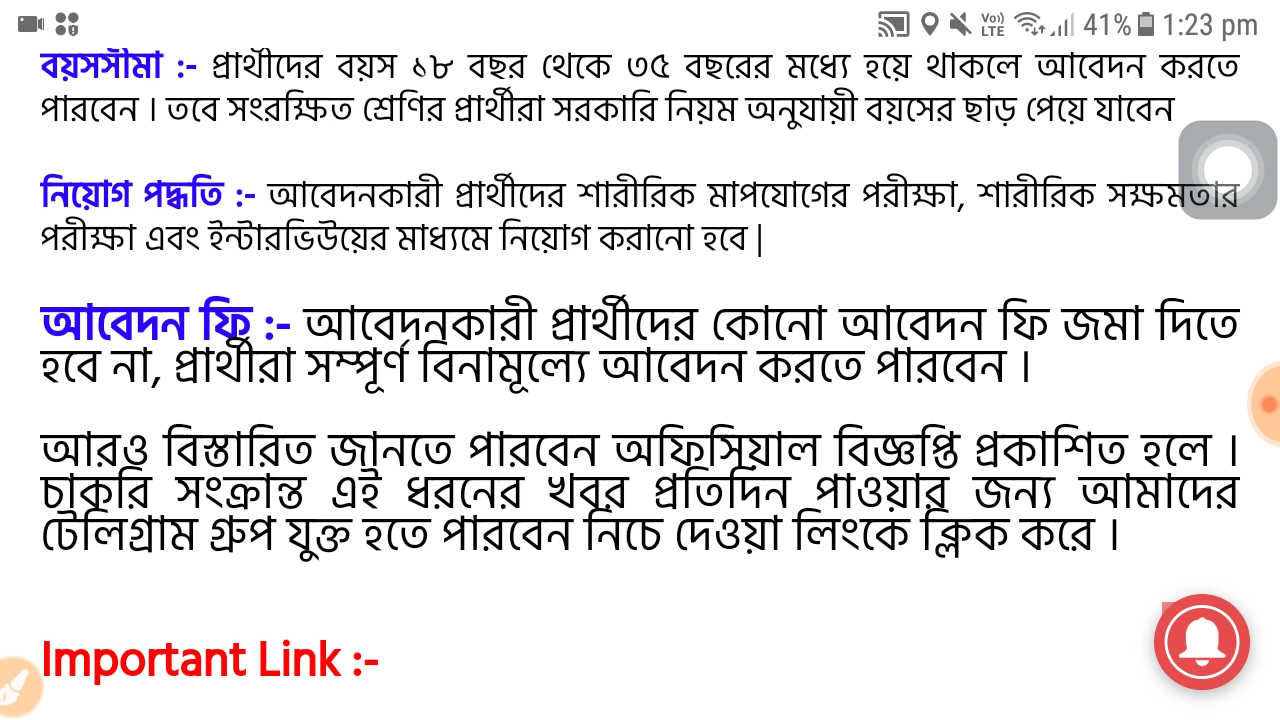 Vo)) LTE 41% 1:23 pm
বয়সসীমা :- প্রার্থীদের বয়স ১৮ বছর থেকে ৩৫ বছরের মধ্যে হয়ে থাকলে আবেদন করতে
পারবেন। তবে সংরক্ষিত শ্রেণির প্রার্থীরা সরকারি নিয়ম অনুযায়ী বয়সের ছাড় পেয়ে যাবেন
নিয়োগ পদ্ধতি :- আবেদনকারী প্রার্থীদের শারীরিক মাপযোগের পরীক্ষা, শারীরিক সক্ষমতার
পরীক্ষা এবং ইন্টারভিউয়ের মাধ্যমে নিয়োগ করানো হবে|
আবেদন ফি :- আবেদনকারী প্রার্থীদের কোনো আবেদন ফি জমা দিতে
হবে না, প্রার্থীরা সম্পূর্ণ বিনামূল্যে আবেদন করতে পারবেন।
আরও বিস্তারিত জানতে পারবেন অফিসিয়াল বিজ্ঞপ্তি প্রকাশিত হলে।
চাকরি সংক্রান্ত এই ধরনের খবর প্রতিদিন পাওয়ার জন্য আমাদের
টেলিগ্রাম গ্রুপ যুক্ত হতে পারবেন নিচে দেওয়া লিংকে ক্লিক করে।
Important Link :-